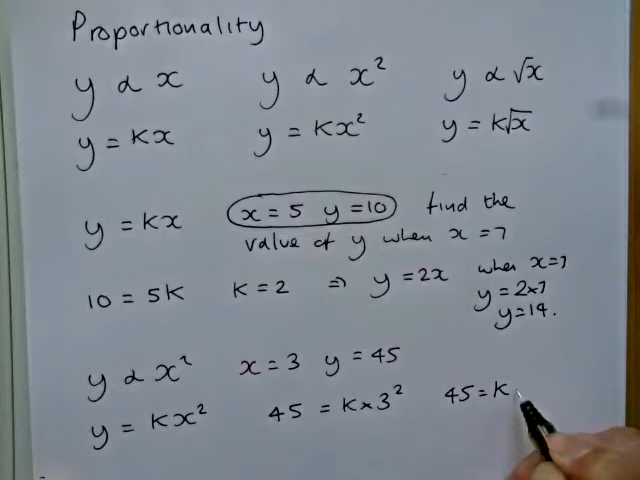 Proportionality
y ∝ x y ∝ x² y ∝ √x
y = kx y = kx² y = k√x
y = kx x = 5 y = 10 find the
value of y when x = 7
10 = 5k k = 2 ⇒ y = 2x when x = 7
y = 2×7
y = 14.
y ∝ x² x = 3 y = 45
y = kx² 45 = k × 3² 45 = k